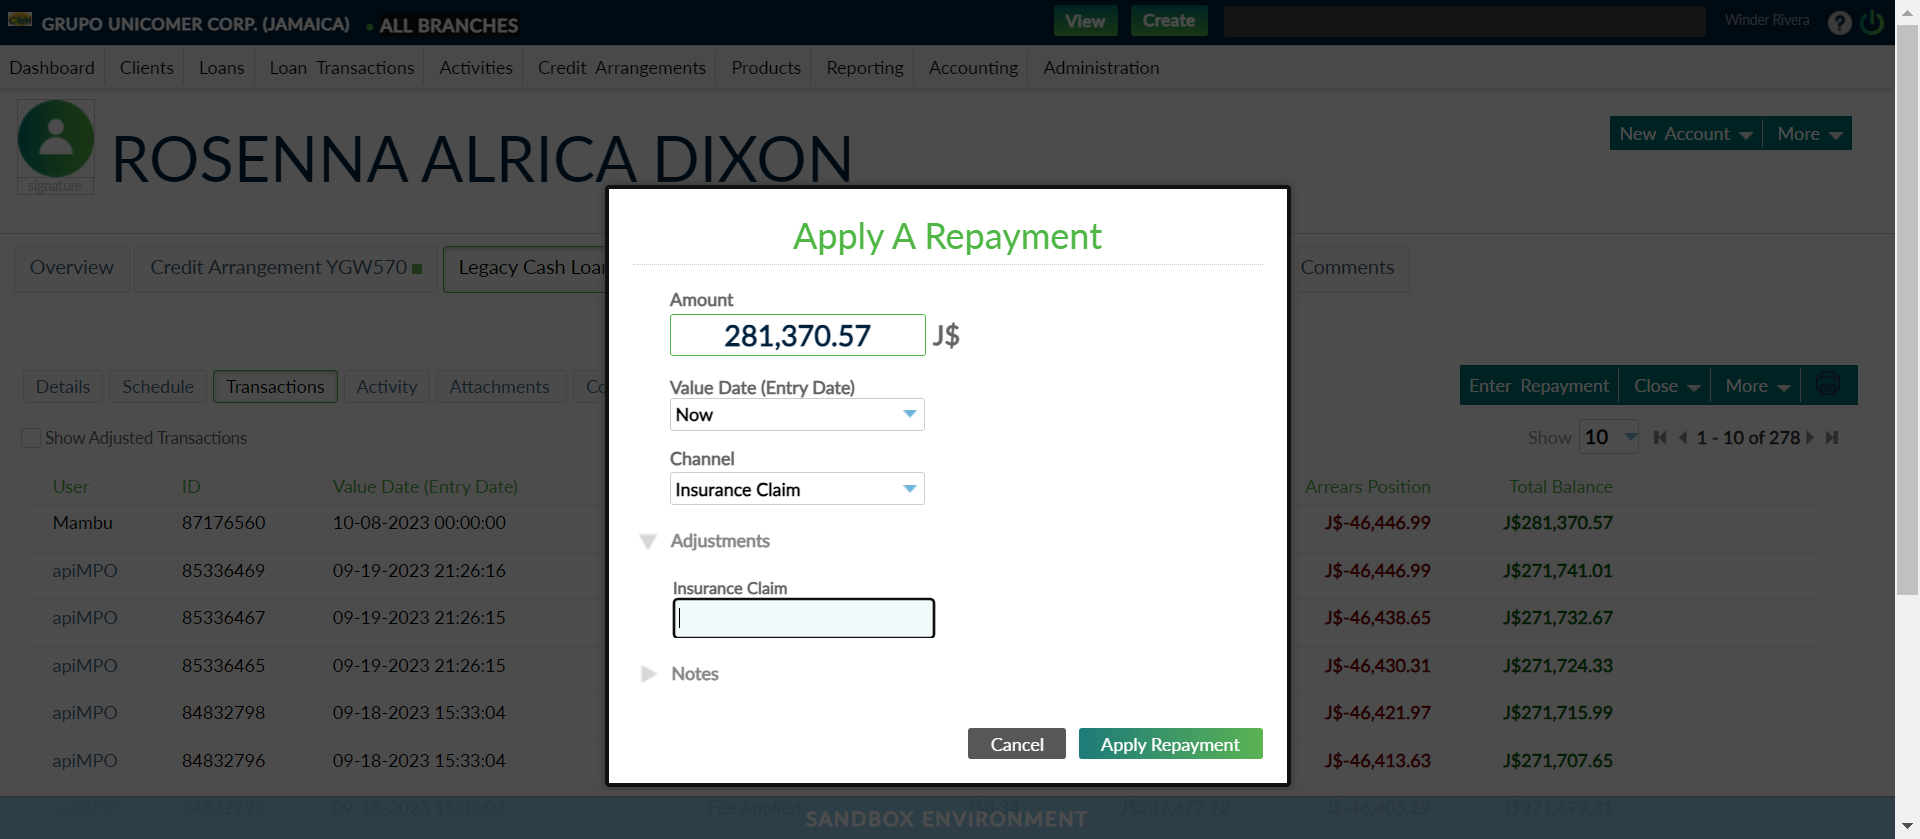 GRUPO UNICOMER CORP. (JAMAICA) ALL BRANCHES View Create Winder Rivera ?
Dashboard Clients Loans Loan Transactions Activities Credit Arrangements Products Reporting Accounting Administration
signature
ROSENNA ALRICA DIXON
New Account More
Overview Credit Arrangement YGW570 Legacy Cash Loan Comments
Apply A Repayment
Amount
281,370.57 J$
Value Date (Entry Date)
Now
Channel
Insurance Claim
Adjustments
Insurance Claim
Notes
Cancel Apply Repayment
Details Schedule Transactions Activity Attachments Co
Enter Repayment Close More
Show Adjusted Transactions
Show 10 1 - 10 of 278
User ID Value Date (Entry Date) Arrears Position Total Balance
Mambu 87176560 10-08-2023 00:00:00 J$-46,446.99 J$281,370.57
apiMPO 85336469 09-19-2023 21:26:16 J$-46,446.99 J$271,741.01
apiMPO 85336467 09-19-2023 21:26:15 J$-46,438.65 J$271,732.67
apiMPO 85336465 09-19-2023 21:26:15 J$-46,430.31 J$271,724.33
apiMPO 84832798 09-18-2023 15:33:04 J$-46,421.97 J$271,715.99
apiMPO 84832796 09-18-2023 15:33:04 J$-46,413.63 J$271,707.65
apiMPO 84832795 09-18-2023 15:33:03 Fee Applied J$8.34 J$237,677.72 J$-46,405.29 J$271,699.31
SANDBOX ENVIRONMENT